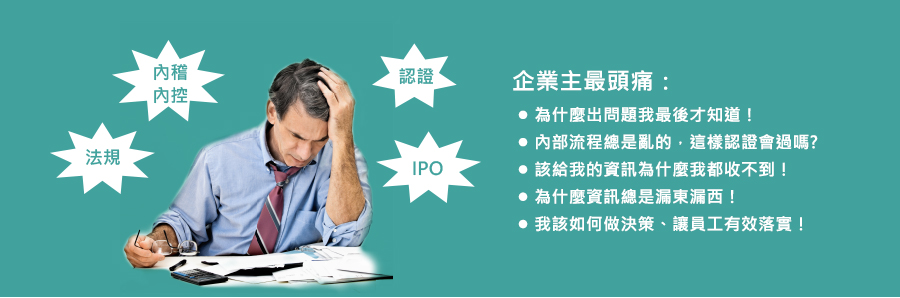 內稽
內控
認證
法規
IPO
企業主最頭痛：
● 為什麼出問題我最後才知道！
● 內部流程總是亂的，這樣認證會過嗎?
● 該給我的資訊為什麼我都收不到！
● 為什麼資訊總是漏東漏西！
● 我該如何做決策、讓員工有效落實！